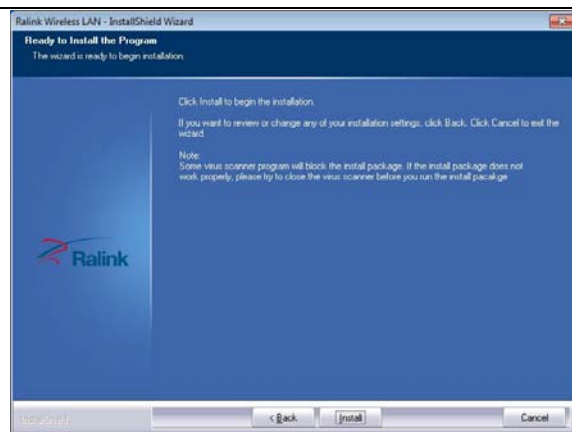 Ralink Wireless LAN - InstallShield Wizard
Ready to Install the Program
The wizard is ready to begin installation.
Click Install to begin the installation.
If you want to review or change any of your installation settings, click Back. Click Cancel to exit the
wizard.
Note:
Some virus scanner program will block the install package. If the install package does not
work properly, please try to close the virus scanner before you run the install pacakge
Ralink
InstallShield
< Back
Install
Cancel